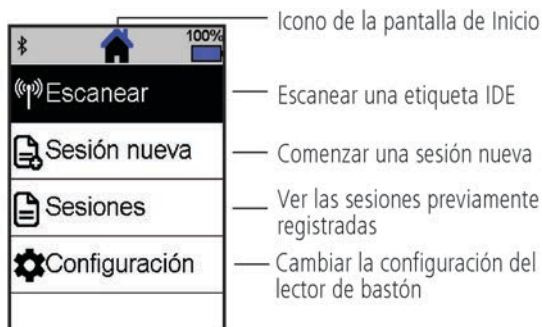 Icono de la pantalla de Inicio
100%
Escanear
Escanear una etiqueta IDE
Sesión nueva
Comenzar una sesión nueva
Sesiones
Ver las sesiones previamente
registradas
Configuración
Cambiar la configuración del
lector de bastón